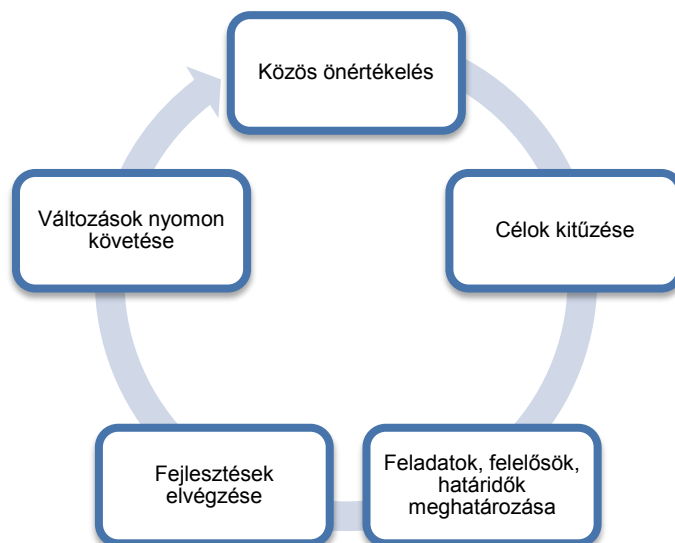 Közös önértékelés
Célok kitűzése
Feladatok, felelősök,
határidők
meghatározása
Fejlesztések
elvégzése
Változások nyomon
követése